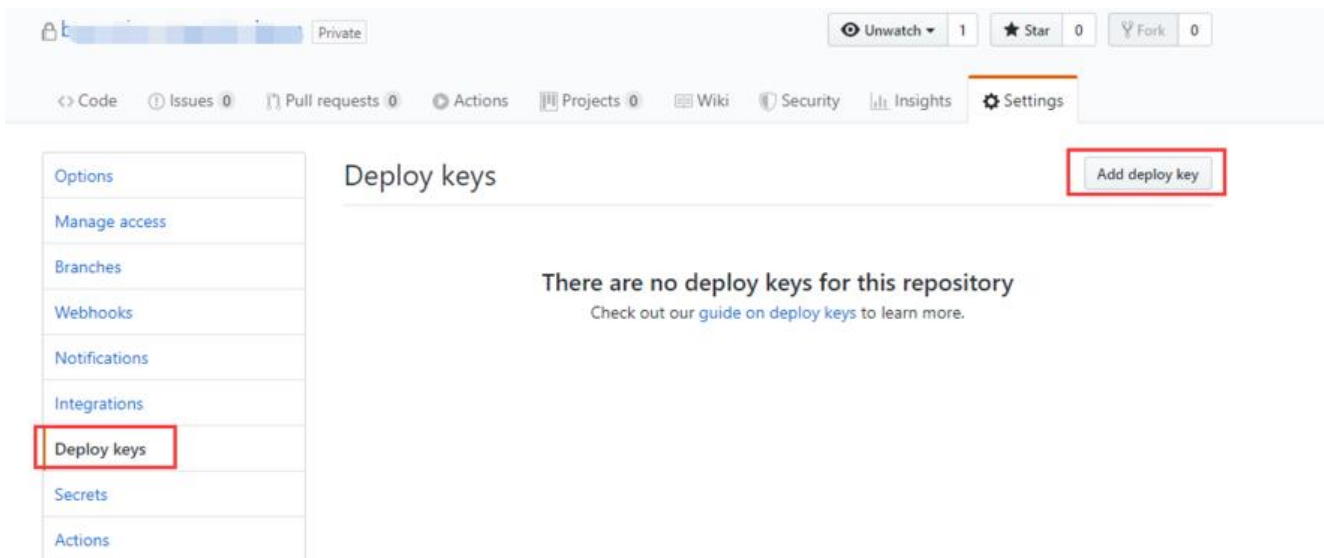 Private
Unwatch 1 Star 0 Fork 0
<> Code Issues 0 Pull requests 0 Actions Projects 0 Wiki Security Insights Settings
Options
Deploy keys
Add deploy key
Manage access
Branches
There are no deploy keys for this repository
Webhooks
Check out our guide on deploy keys to learn more.
Notifications
Integrations
Deploy keys
Secrets
Actions